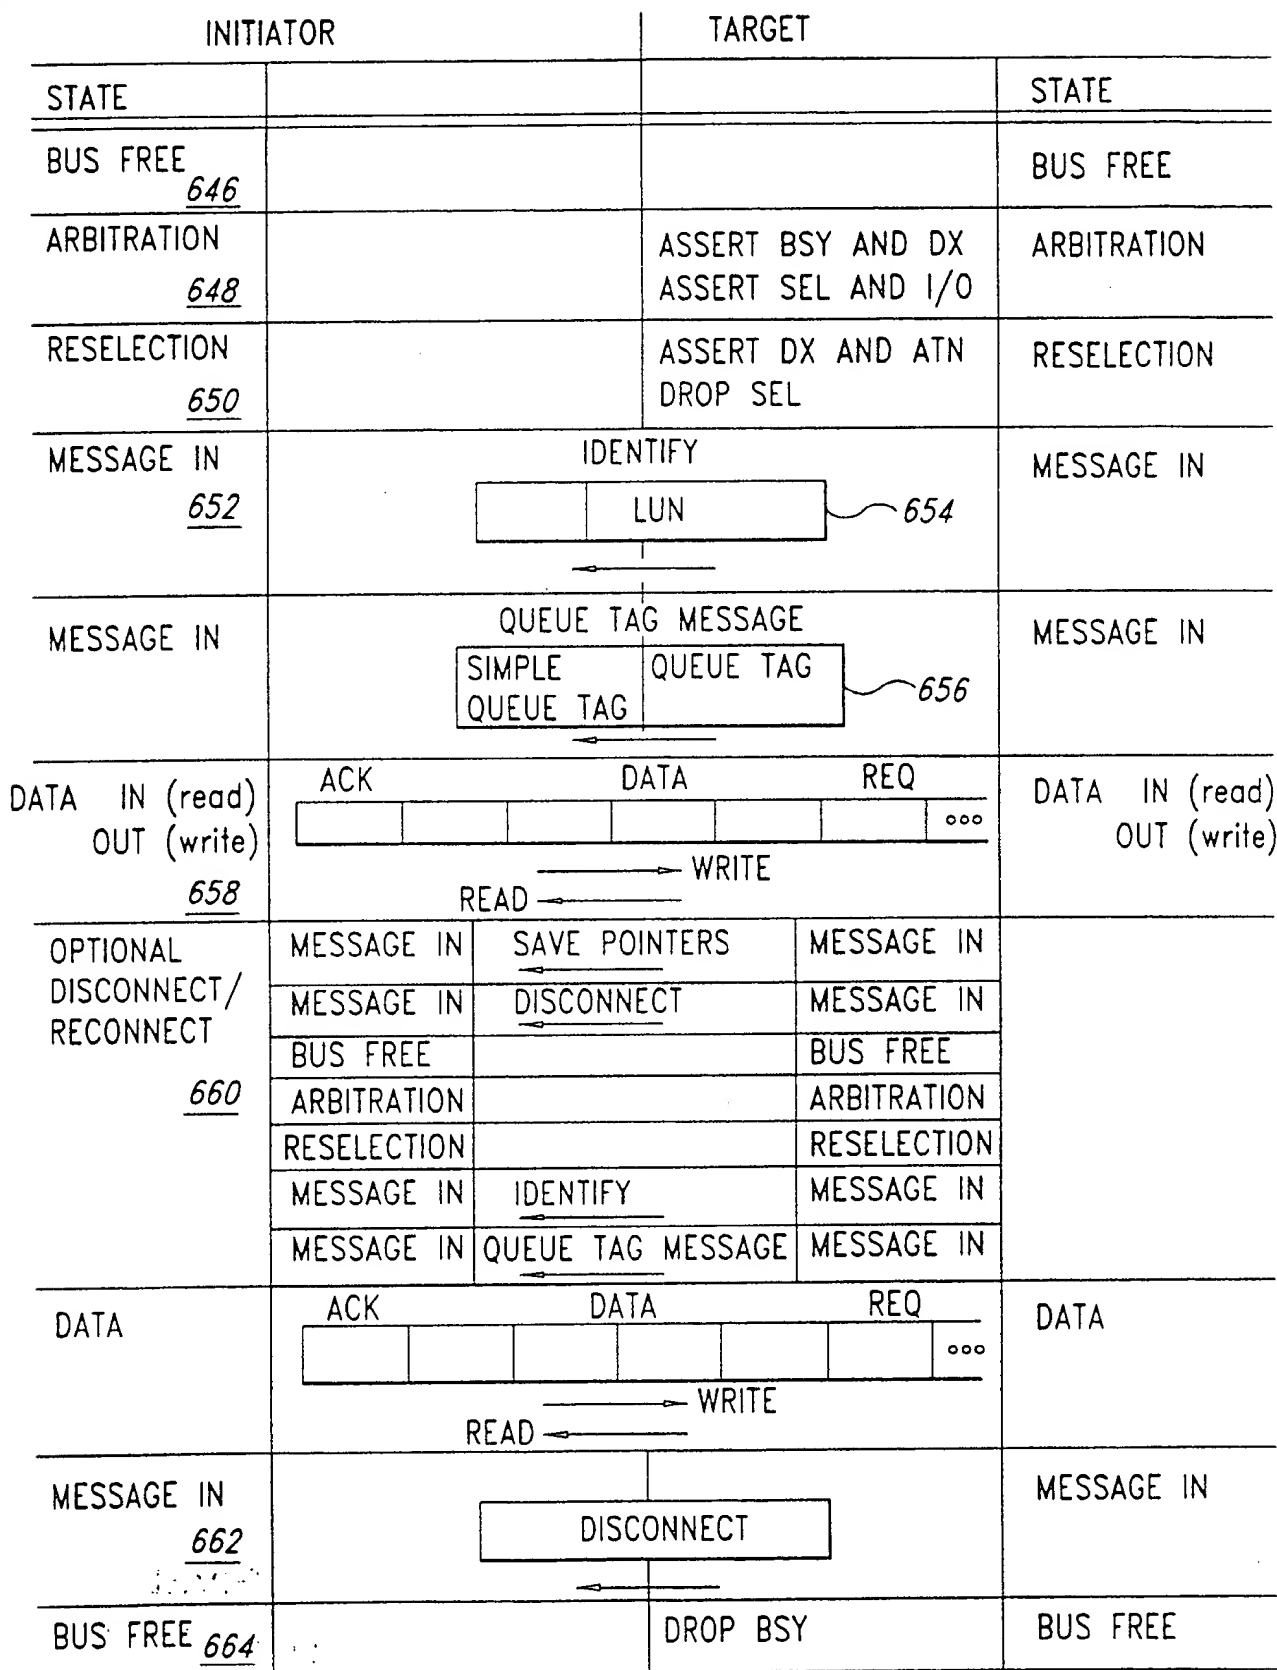 INITIATOR TARGET
STATE STATE
BUS FREE 646 BUS FREE
ARBITRATION 648 ASSERT BSY AND DX ARBITRATION
ASSERT SEL AND I/O
RESELECTION 650 ASSERT DX AND ATN RESELECTION
DROP SEL
MESSAGE IN 652 IDENTIFY MESSAGE IN
LUN 654
MESSAGE IN QUEUE TAG MESSAGE MESSAGE IN
SIMPLE QUEUE TAG
QUEUE TAG 656
ACK DATA REQ
DATA IN (read) ooo DATA IN (read)
OUT (write) OUT (write)
WRITE
658 READ
OPTIONAL MESSAGE IN SAVE POINTERS MESSAGE IN
DISCONNECT/ MESSAGE IN DISCONNECT MESSAGE IN
RECONNECT BUS FREE BUS FREE
660 ARBITRATION ARBITRATION
RESELECTION RESELECTION
MESSAGE IN IDENTIFY MESSAGE IN
MESSAGE IN QUEUE TAG MESSAGE MESSAGE IN
ACK DATA REQ
DATA ooo DATA
WRITE
READ
MESSAGE IN MESSAGE IN
662 DISCONNECT
BUS FREE 664 DROP BSY BUS FREE